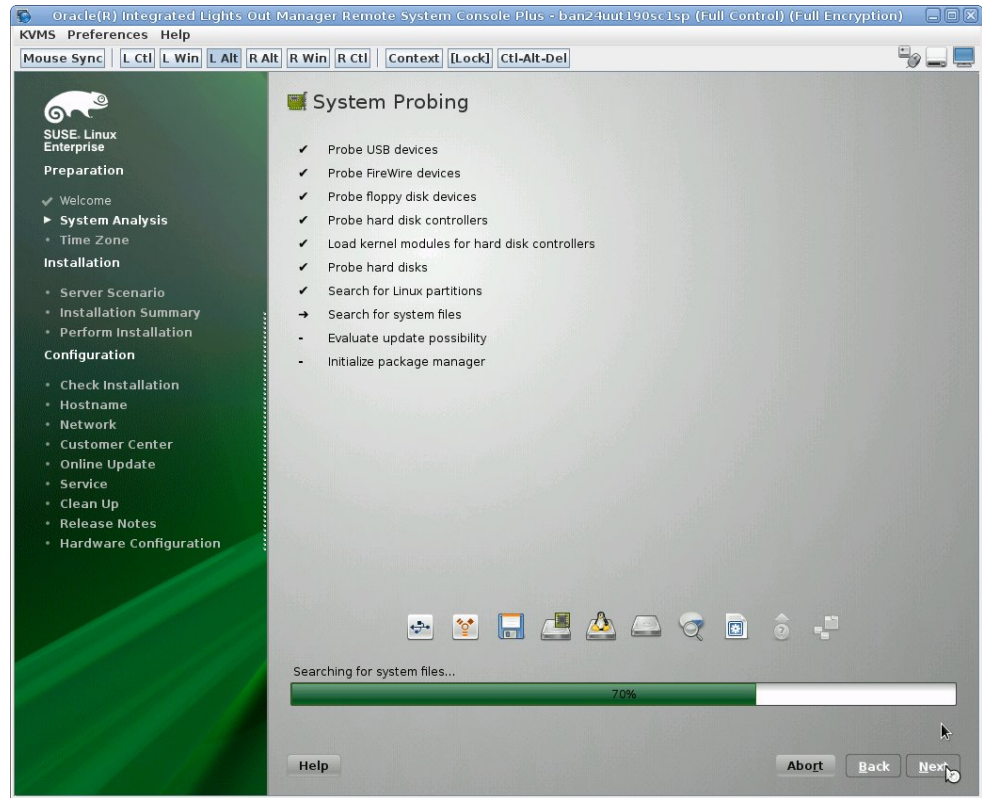 Oracle(R) Integrated Lights Out Manager Remote System Console Plus - ban24uut190sc1sp (Full Control) (Full Encryption)
KVMS Preferences Help
Mouse Sync L Ctl L Win L Alt R Alt R Win R Ctl Context [Lock] Ctl-Alt-Del
SUSE. Linux
Enterprise
Preparation
Welcome
System Analysis
Time Zone
Installation
Server Scenario
Installation Summary
Perform Installation
Configuration
Check Installation
Hostname
Network
Customer Center
Online Update
Service
Clean Up
Release Notes
Hardware Configuration
System Probing
Probe USB devices
Probe FireWire devices
Probe floppy disk devices
Probe hard disk controllers
Load kernel modules for hard disk controllers
Probe hard disks
Search for Linux partitions
Search for system files
Evaluate update possibility
Initialize package manager
Searching for system files...
70%
Help Abort Back Next